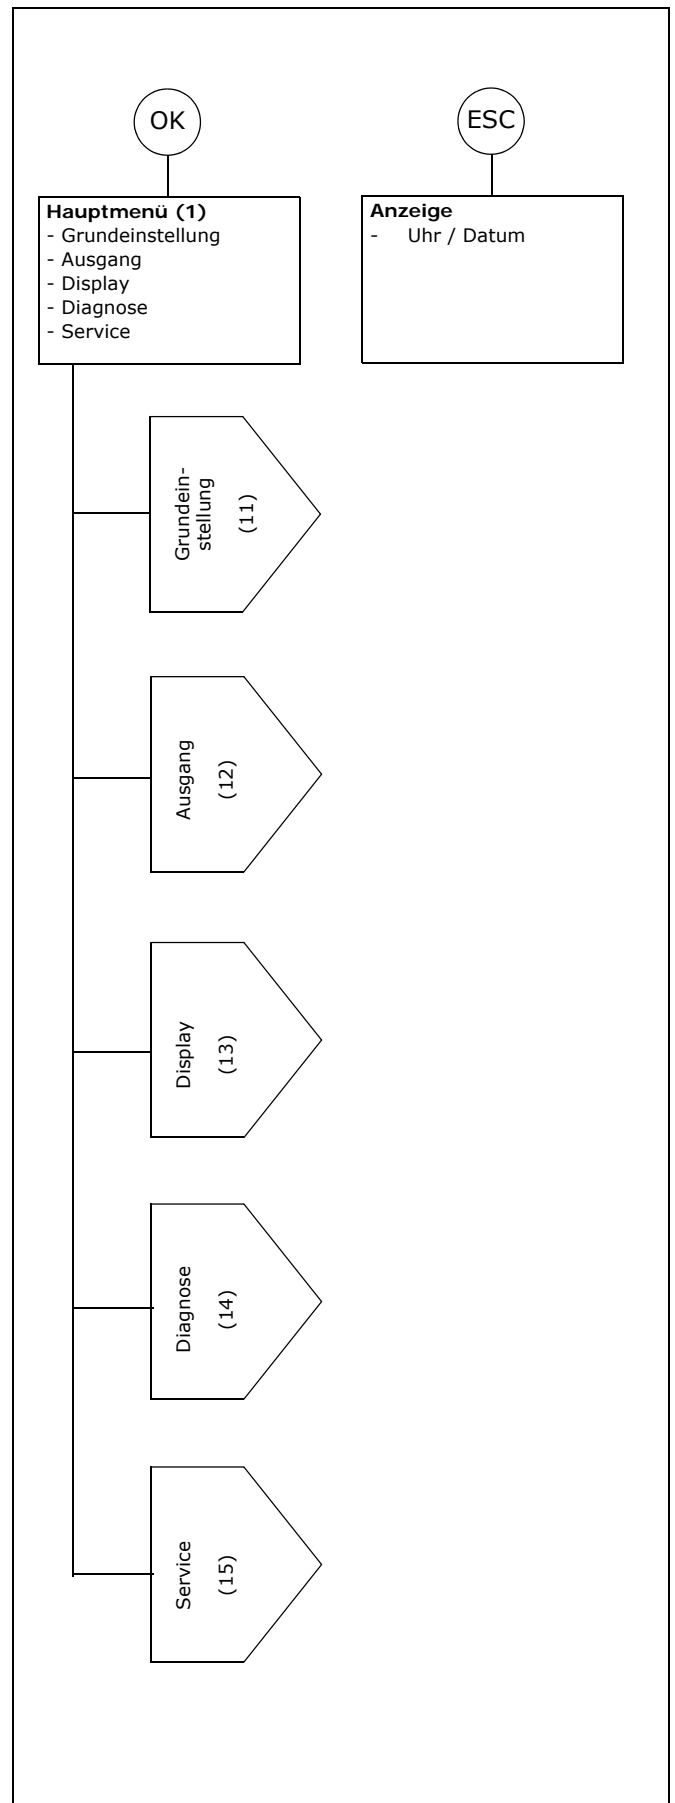 OK
ESC
Hauptmenü (1)
- Grundeinstellung
- Ausgang
- Display
- Diagnose
- Service
Anzeige
- Uhr / Datum
Grundein-
stellung
(11)
Ausgang
(12)
Display
(13)
Diagnose
(14)
Service
(15)